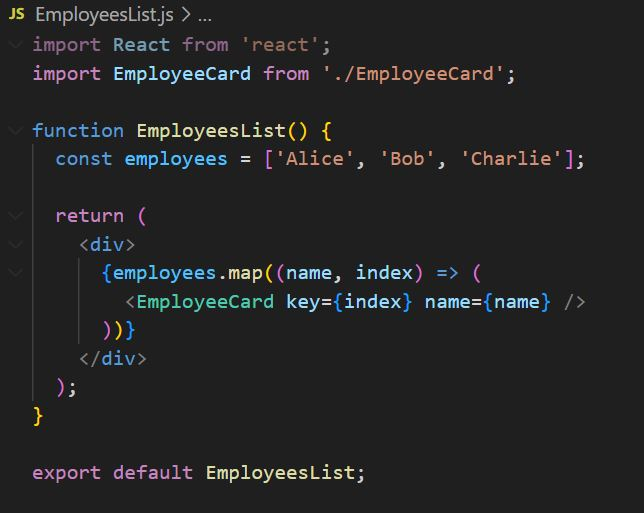 JS EmployeesList.js > ...
import React from 'react';
import EmployeeCard from './EmployeeCard';
function EmployeesList() {
const employees = ['Alice', 'Bob', 'Charlie'];
return (
<div>
{employees.map((name, index) => (
<EmployeeCard key={index} name={name} />
))}
</div>
);
}
export default EmployeesList;